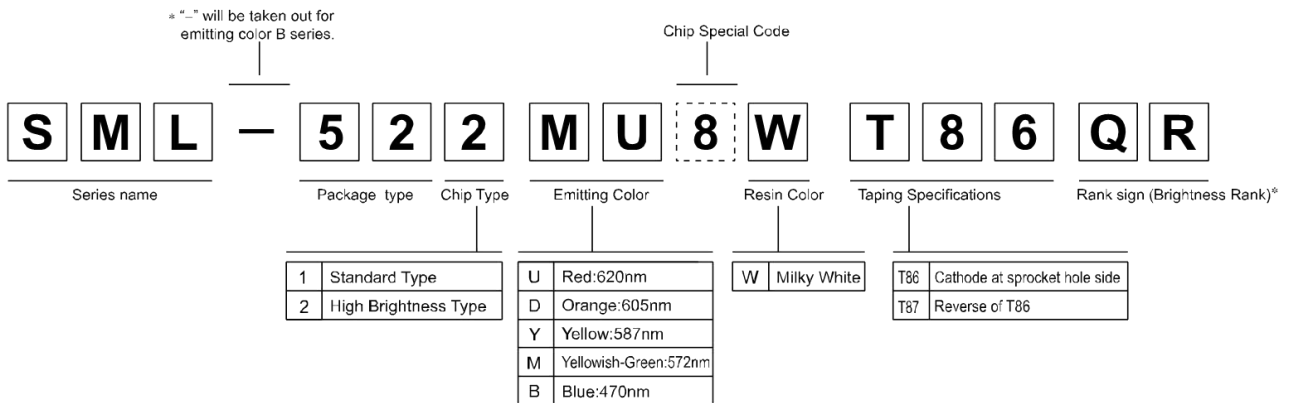 * “–” will be taken out for
emitting color B series.
Chip Special Code
S M L – 5 2 2 M U 8 W T 8 6 Q R
Series name Package type Chip Type Emitting Color Resin Color Taping Specifications Rank sign (Brightness Rank)*
1 Standard Type
2 High Brightness Type
U Red:620nm
D Orange:605nm
Y Yellow:587nm
M Yellowish-Green:572nm
B Blue:470nm
W Milky White
T86 Cathode at sprocket hole side
T87 Reverse of T86